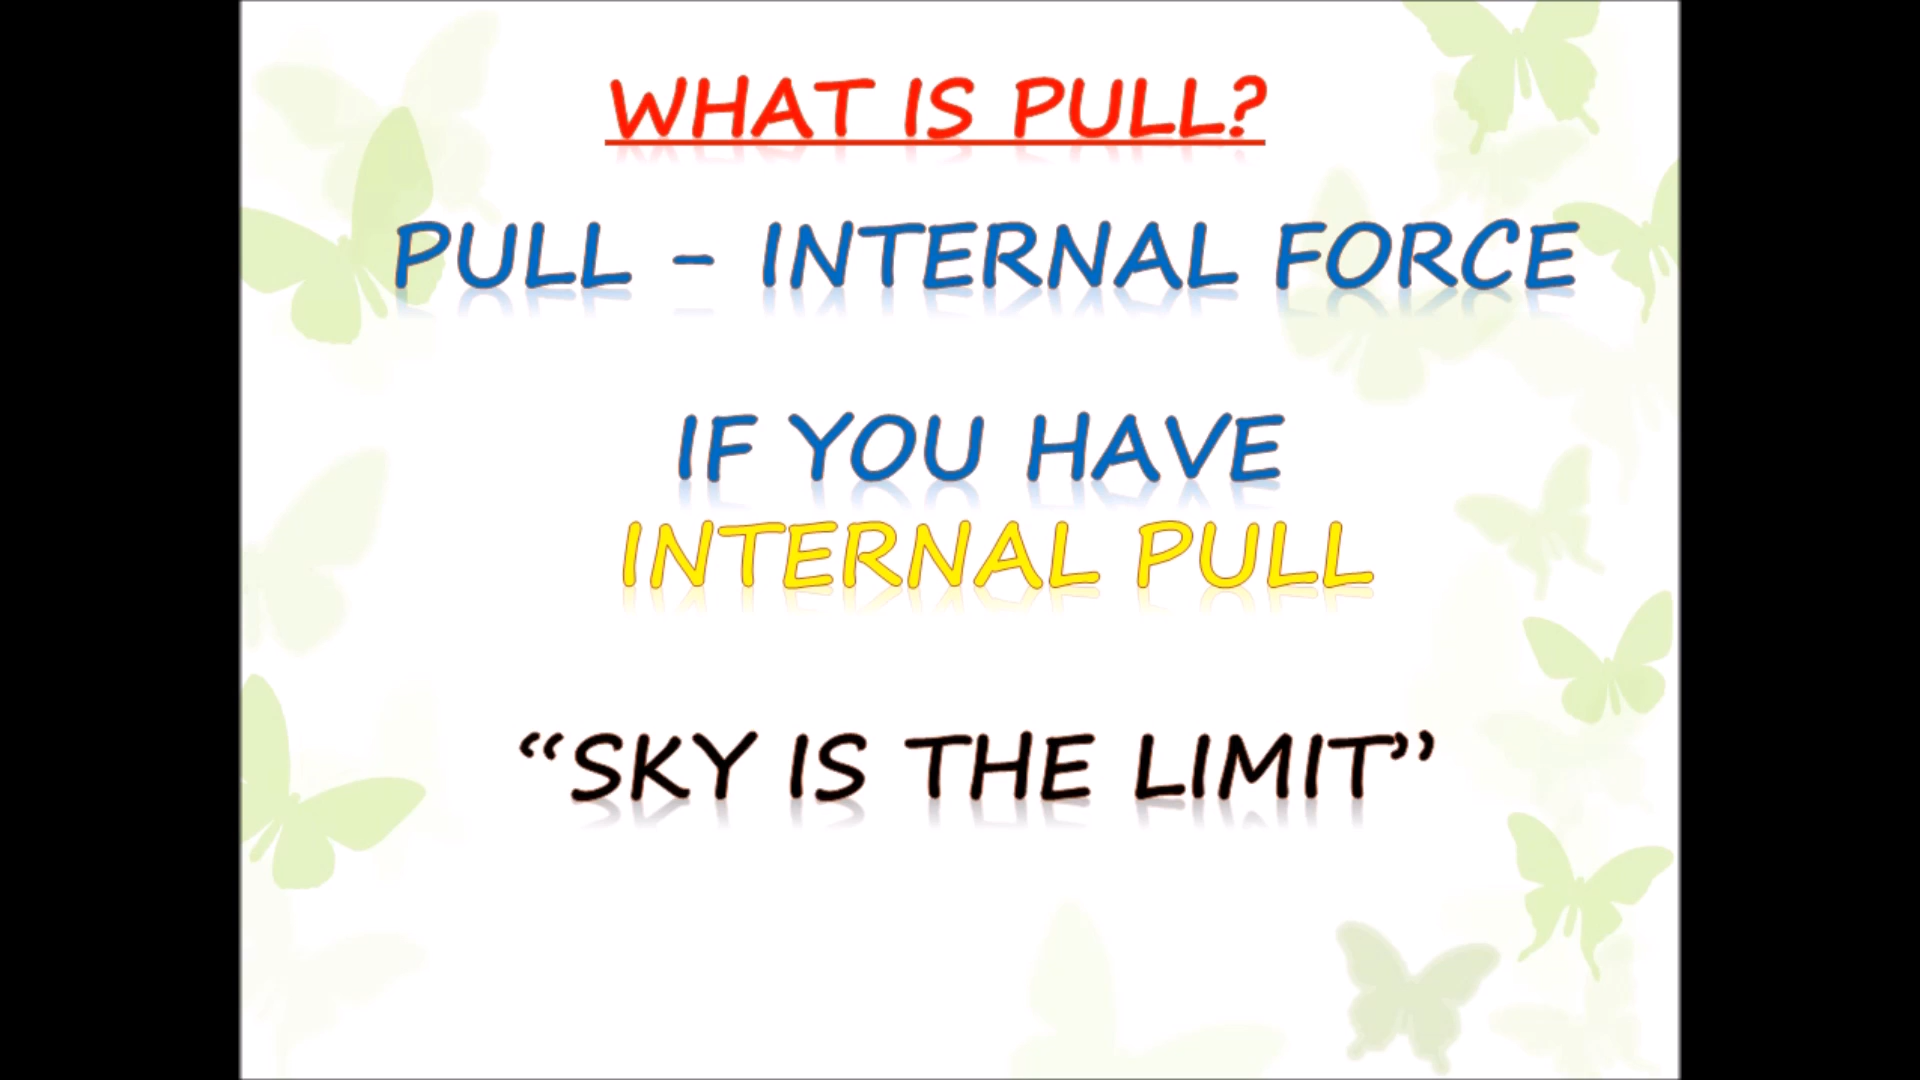 WHAT IS PULL?
PULL - INTERNAL FORCE
IF YOU HAVE
INTERNAL PULL
“SKY IS THE LIMIT”